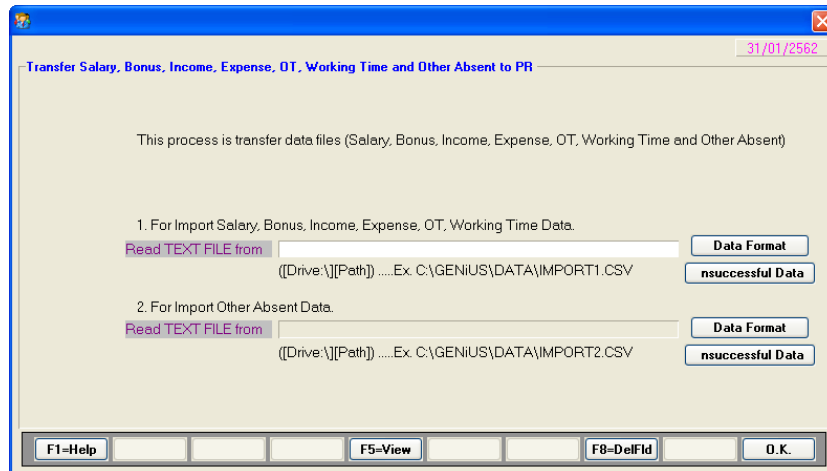 31/01/2562
Transfer Salary, Bonus, Income, Expense, OT, Working Time and Other Absent to PR
This process is transfer data files (Salary, Bonus, Income, Expense, OT, Working Time and Other Absent)
1. For Import Salary, Bonus, Income, Expense, OT, Working Time Data.
Read TEXT FILE from
Data Format
([Drive:\][Path]) .....Ex. C:\GENiUS\DATA\IMPORT1.CSV
nsuccessful Data
2. For Import Other Absent Data.
Read TEXT FILE from
Data Format
([Drive:\][Path]) .....Ex. C:\GENiUS\DATA\IMPORT2.CSV
nsuccessful Data
F1=Help F5=View F8=DelFld O.K.